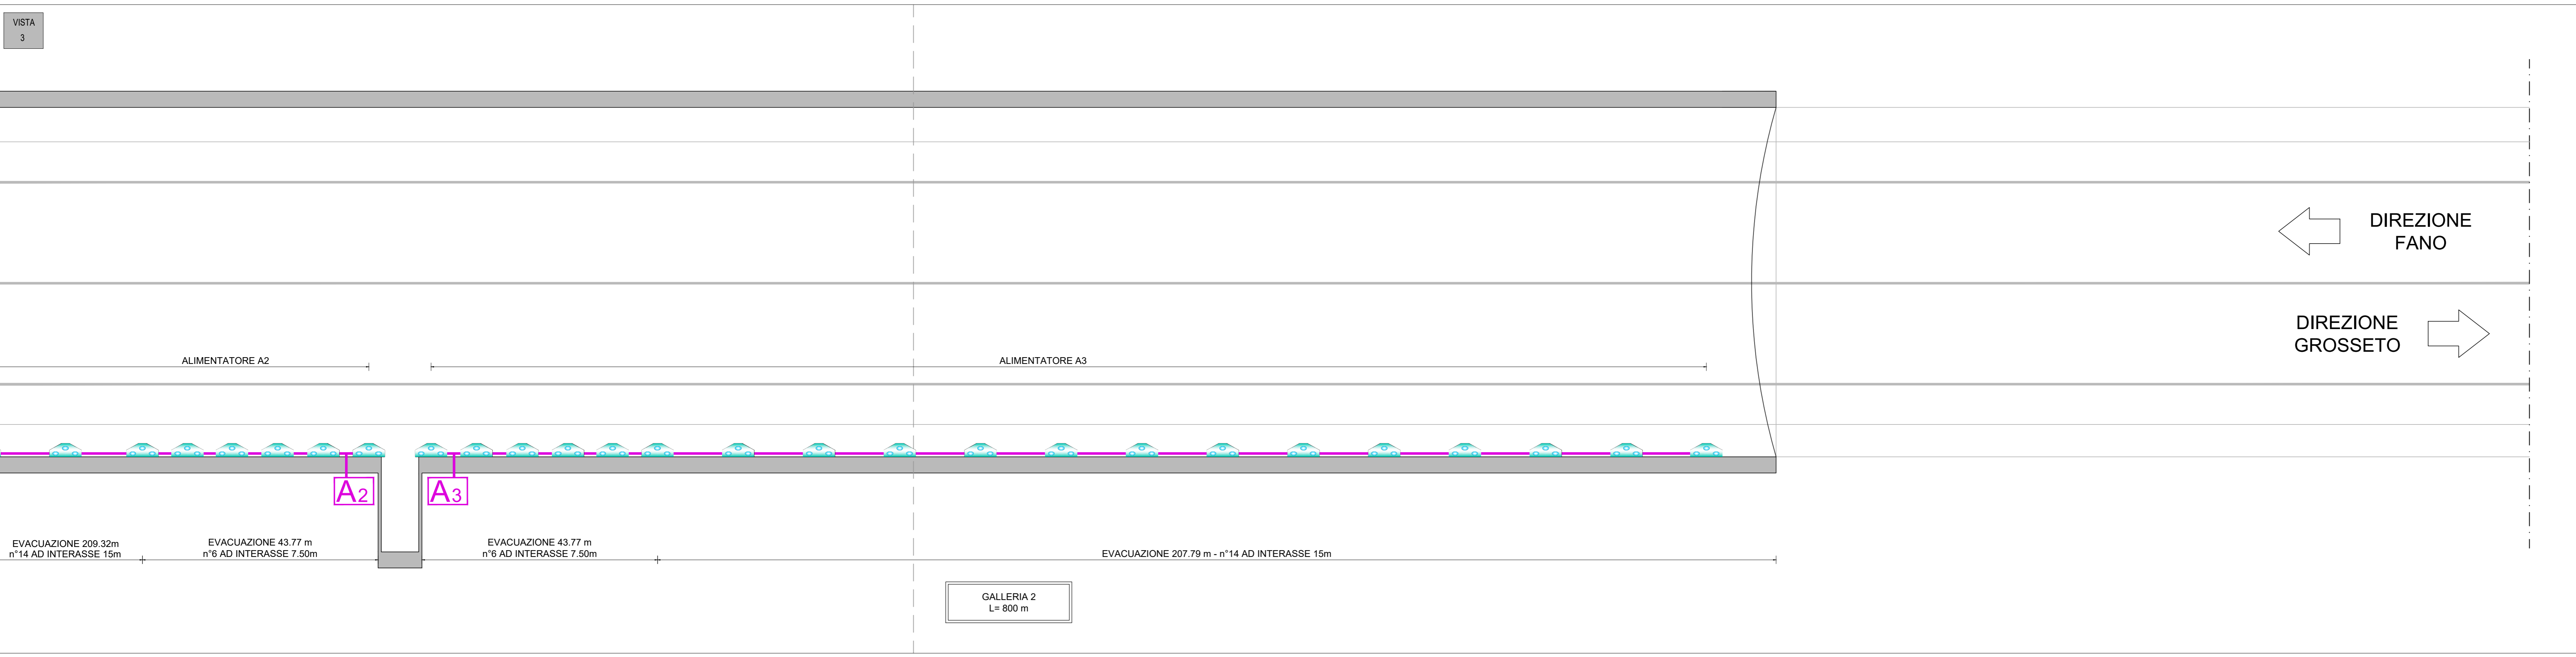 VISTA
3
DIREZIONE
FANO
DIREZIONE
GROSSETO
ALIMENTATORE A2
ALIMENTATORE A3
A2
A3
EVACUAZIONE 209.32m
n°14 AD INTERASSE 15m
EVACUAZIONE 43.77 m
n°6 AD INTERASSE 7.50m
EVACUAZIONE 43.77 m
n°6 AD INTERASSE 7.50m
EVACUAZIONE 207.79 m - n°14 AD INTERASSE 15m
GALLERIA 2
L= 800 m